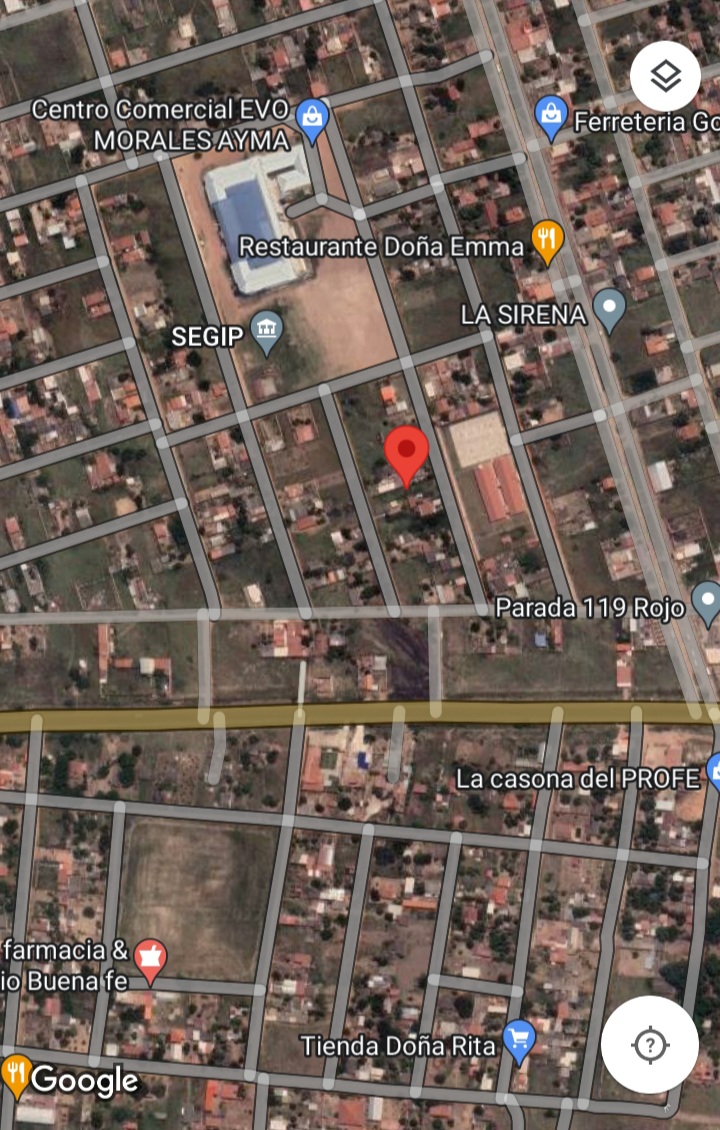 Centro Comercial EVO
MORALES AYMA
Ferreteria Go
Restaurante Doña Emma
LA SIRENA
SEGIP
Parada 119 Rojo
La casona del PROFE
farmacia &
io Buena fe
Tienda Doña Rita
?
Google